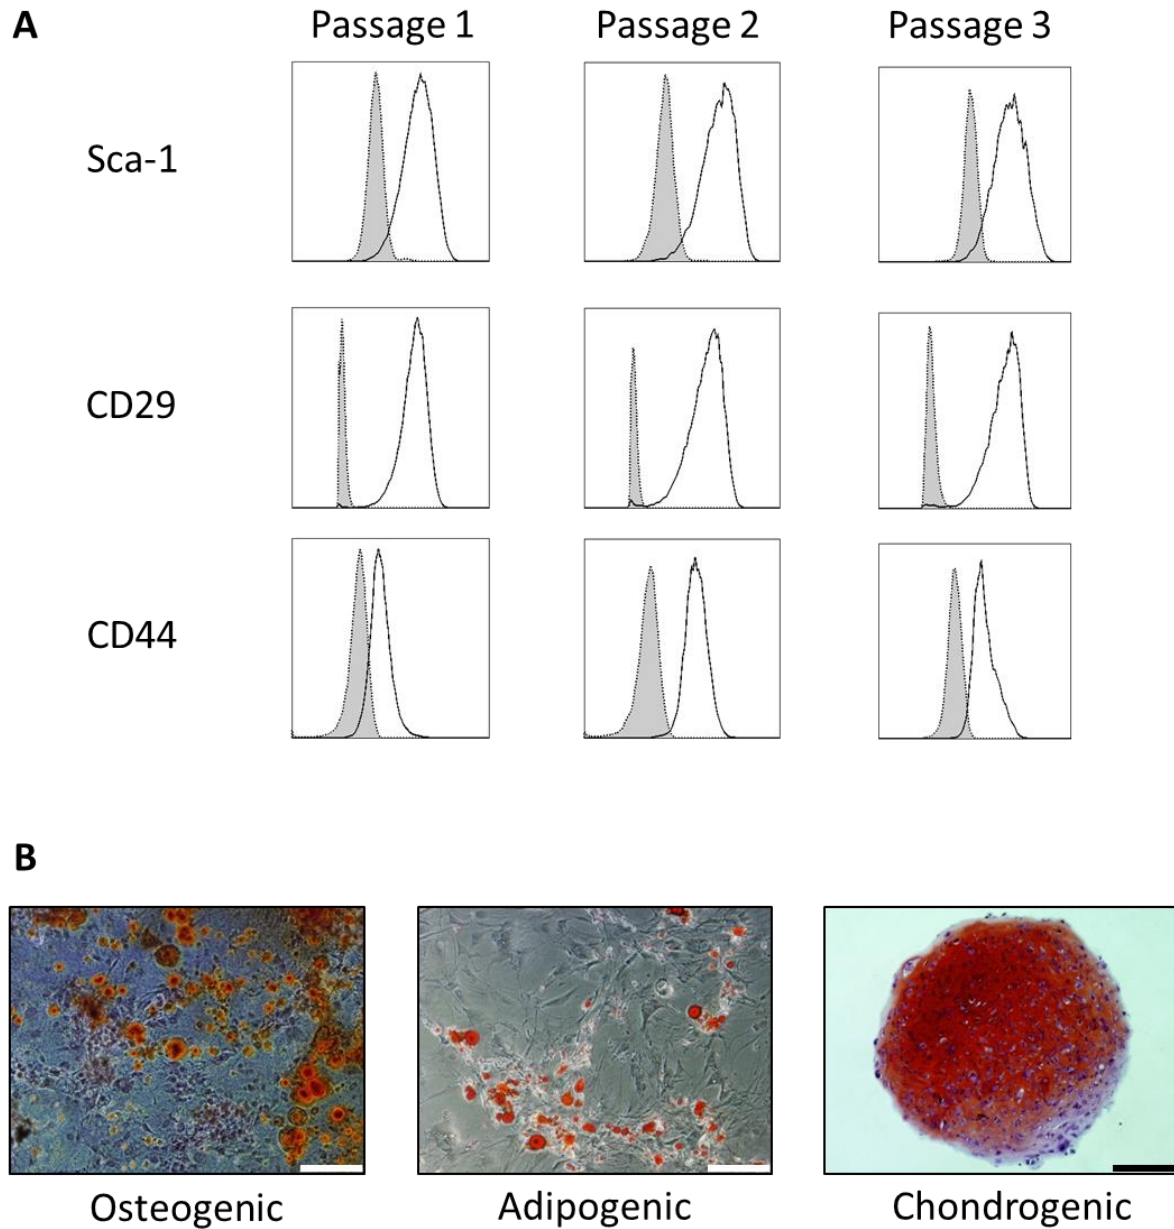 A
Passage 1 Passage 2 Passage 3
Sca-1
CD29
CD44
B
Osteogenic Adipogenic Chondrogenic